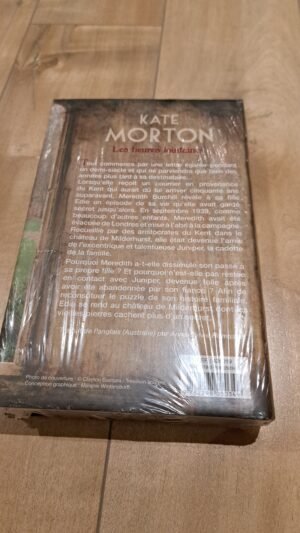 KATE
MORTON
Les heures lointaines
Tout commence par une lettre égarée pendant
un demi-siècle et qui ne parviendra que bien des
années plus tard à sa destinataire.
Lorsqu'elle reçoit un courrier en provenance
du Kent qui aurait dû lui arriver cinquante ans
auparavant, Meredith Burchill révèle à sa fille
Edie un épisode de sa vie qu'elle avait gardé
secret jusqu'alors. En septembre 1939, comme
beaucoup d'autres enfants, Meredith avait été
évacuée de Londres et mise à l'abri à la campagne.
Recueillie par des aristocrates du Kent dans le
château de Milderhurst, elle était devenue l'amie
de l'excentrique et talentueuse Juniper, la cadette
de la famille.
Pourquoi Meredith a-t-elle dissimulé son passé à
sa propre fille ? Et pourquoi n'est-elle pas restée
en contact avec Juniper, devenue folle après
avoir été abandonnée par son fiancé ? Afin de
reconstituer le puzzle de son histoire familiale,
Edie se rend au château de Milderhurst, dont les
vieilles pierres cachent plus d'un secret
de l'anglais (Australie) par
Photo de couverture : ©
Conception graphique :